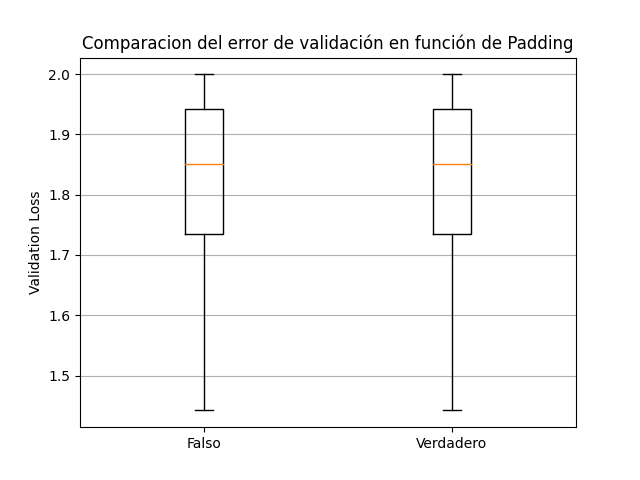 Comparacion del error de validación en función de Padding
2.0
1.9
1.8
1.7
1.6
1.5
Validation Loss
Falso
Verdadero